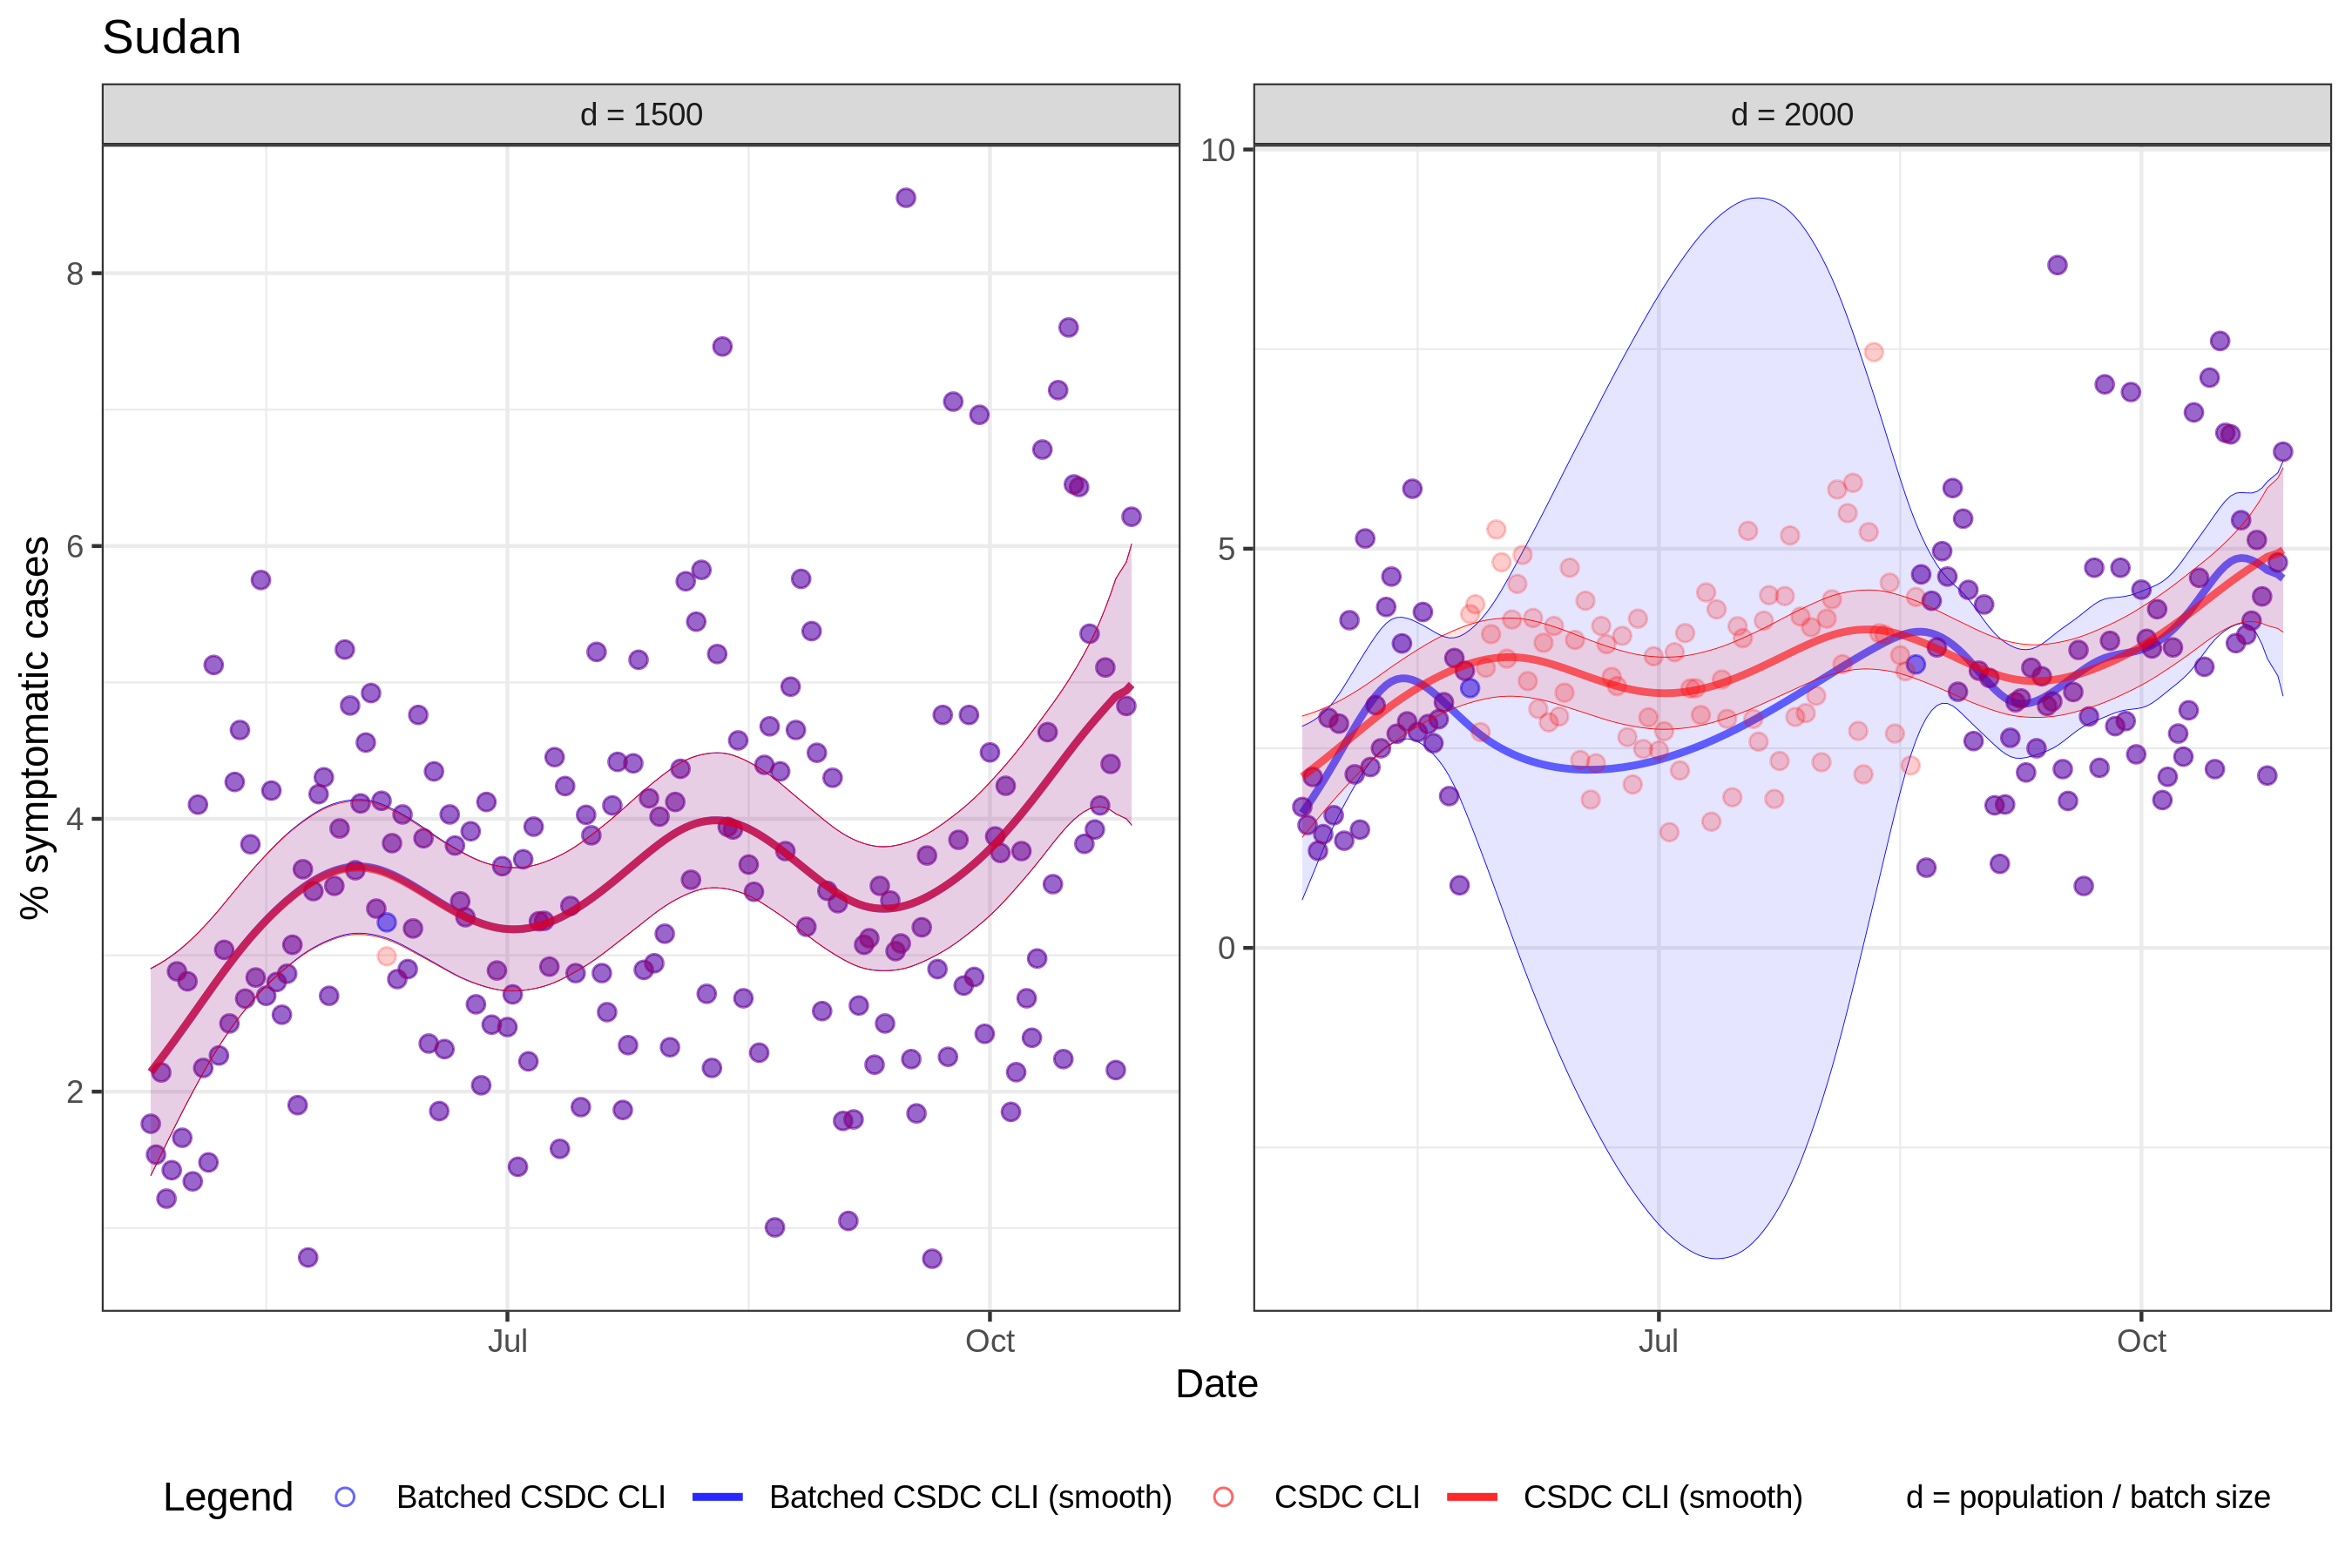 Sudan
d = 1500
d = 2000
% symptomatic cases
8
6
4
2
10
5
0
Jul
Oct
Jul
Oct
Date
Legend
Batched CSDC CLI
Batched CSDC CLI (smooth)
CSDC CLI
CSDC CLI (smooth)
d = population / batch size